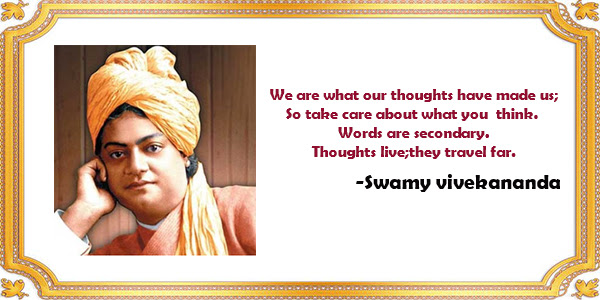 We are what our thoughts have made us;
So take care about what you think.
Words are secondary.
Thoughts live;they travel far.
-Swamy vivekananda